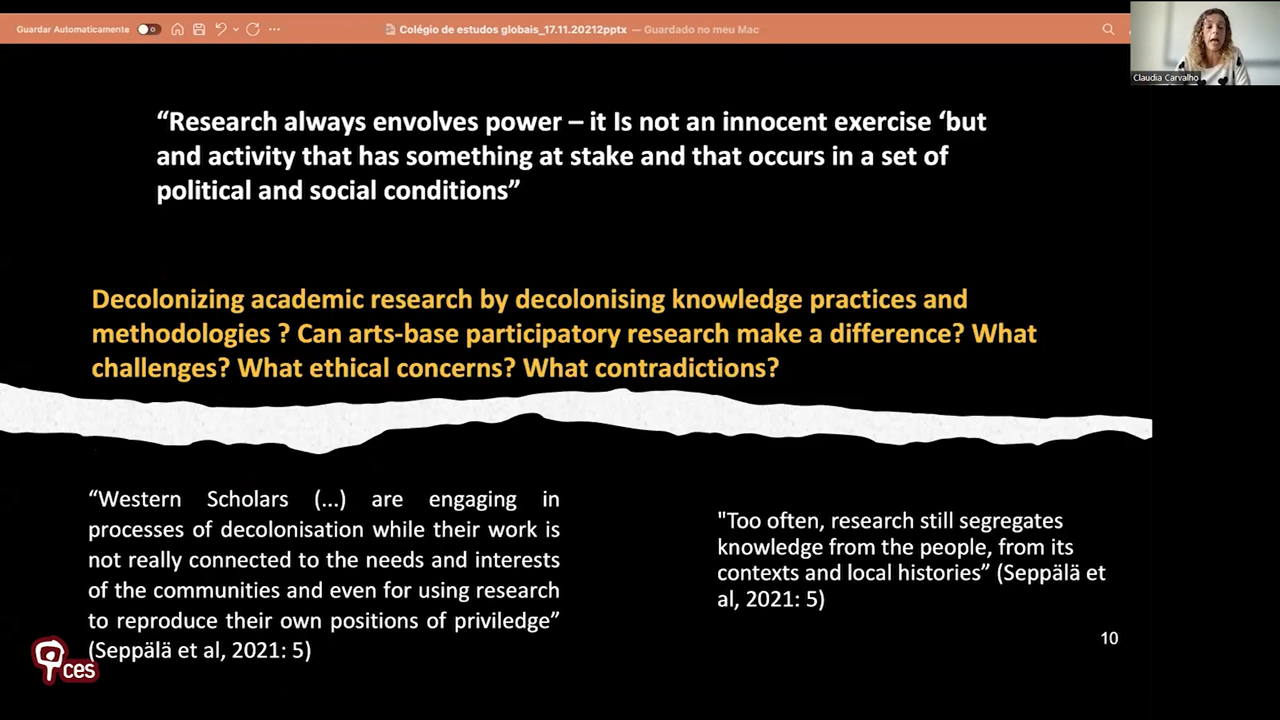 Guardar Automaticamente
Colégio de estudos globais_17.11.20212pptx — Guardado no meu Mac
Claudia Carvalho
“Research always envolves power – it Is not an innocent exercise ‘but
and activity that has something at stake and that occurs in a set of
political and social conditions”
Decolonizing academic research by decolonising knowledge practices and
methodologies ? Can arts-base participatory research make a difference? What
challenges? What ethical concerns? What contradictions?
“Western Scholars (...) are engaging in
processes of decolonisation while their work is
not really connected to the needs and interests
of the communities and even for using research
to reproduce their own positions of priviledge”
(Seppälä et al, 2021: 5)
"Too often, research still segregates
knowledge from the people, from its
contexts and local histories” (Seppälä et
al, 2021: 5)
10
ces